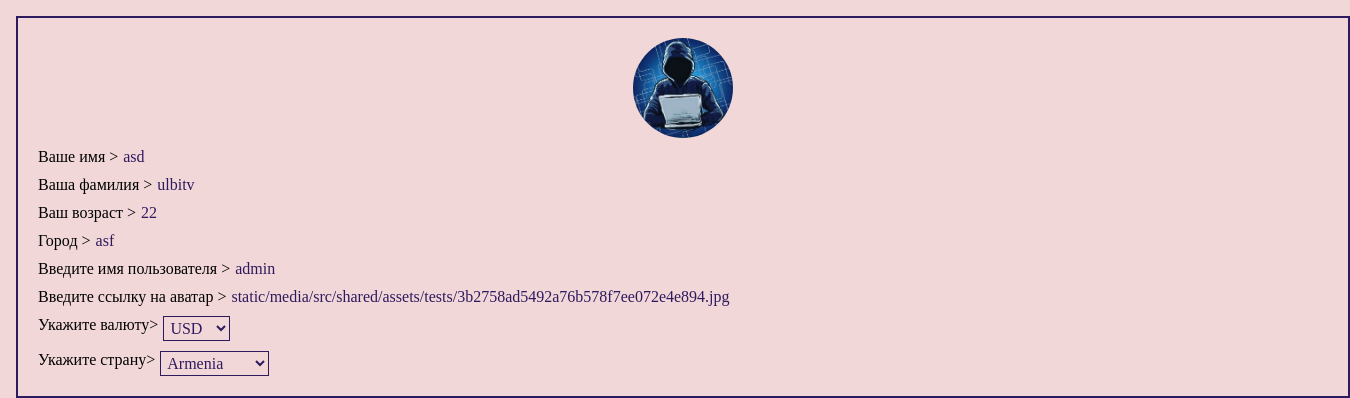 Ваше имя > asd
Ваша фамилия > ulbitv
Ваш возраст > 22
Город > asf
Введите имя пользователя > admin
Введите ссылку на аватар > static/media/src/shared/assets/tests/3b2758ad5492a76b578f7ee072e4e894.jpg
Укажите валюту> USD
Укажите страну> Armenia